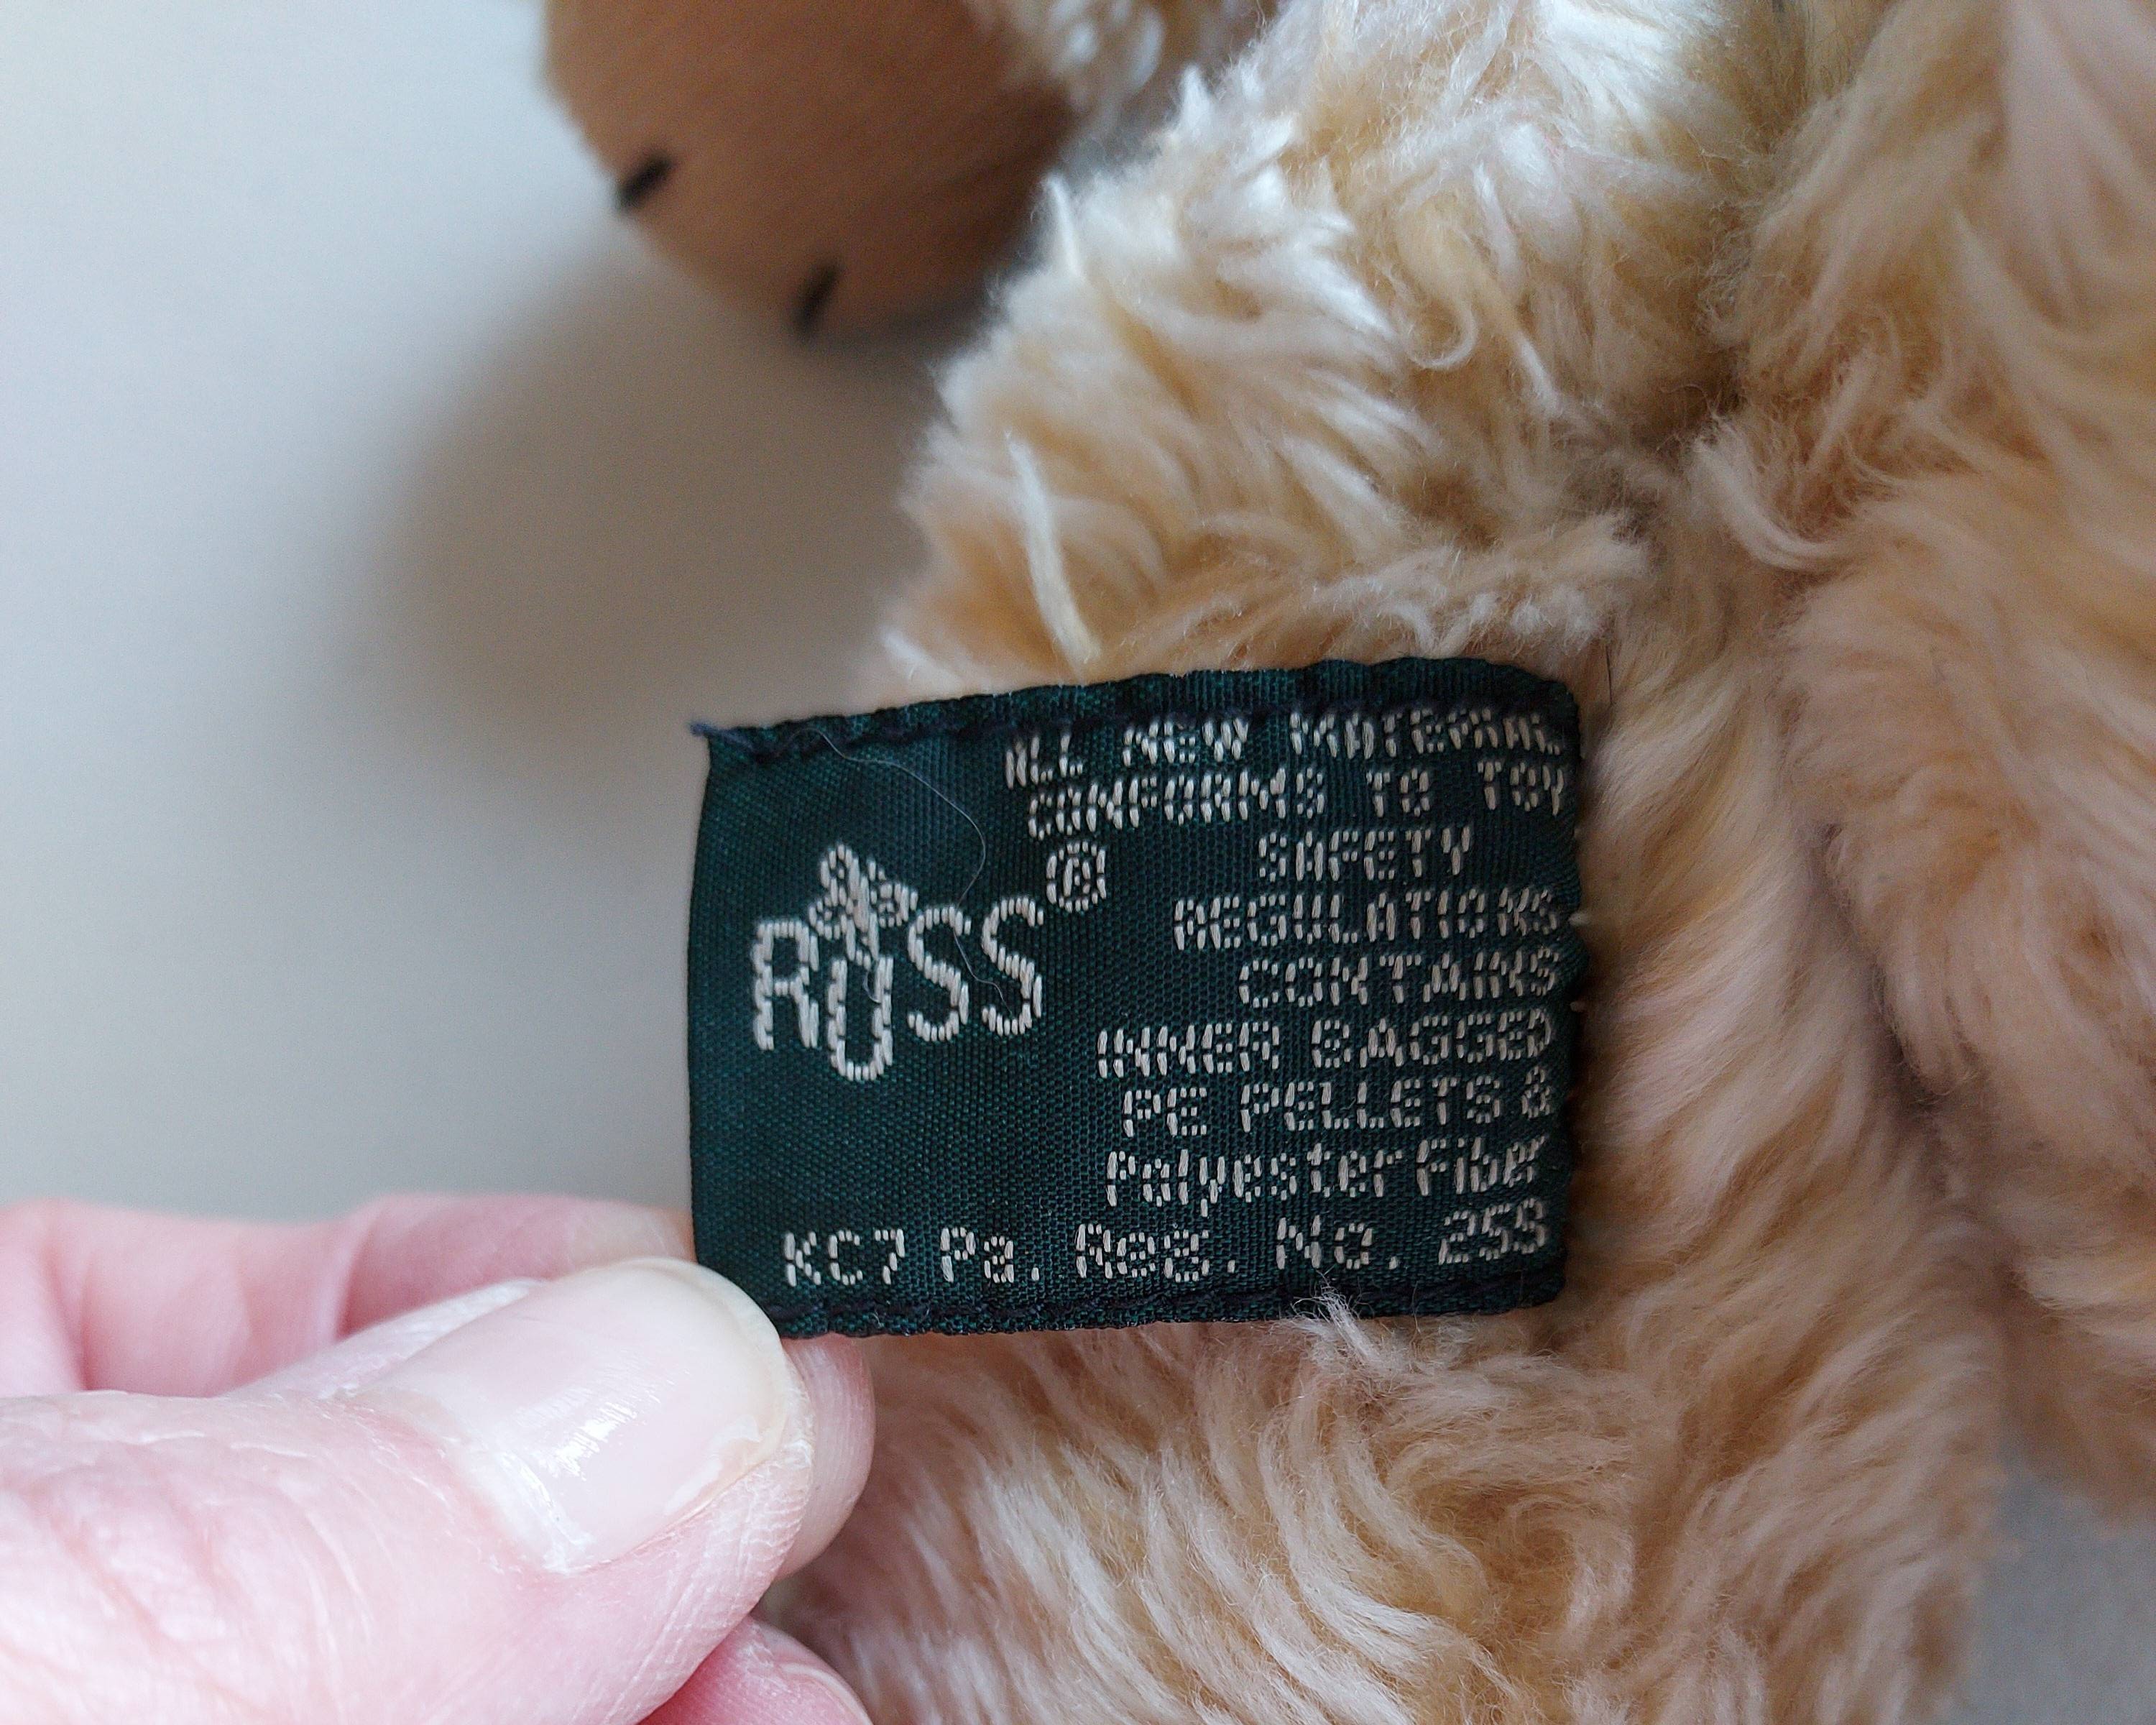 ALL NEW MATERIAL
CONFORMS TO TOY
SAFETY
REGULATIONS
CONTAINS
INNER BAGGED
PE PELLETS &
Polyester Fiber
RUSS®
KC7 Pa. Reg. No. 258